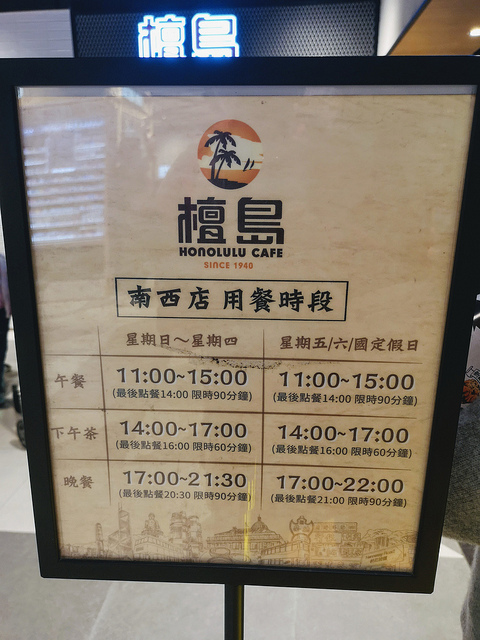 檀島
檀島
HONOLULU CAFE
SINCE 1940
南西店 用餐時段
星期日～星期四
星期五/六/國定假日
午餐
11:00~15:00
(最後點餐14:00 限時90分鐘)
11:00~15:00
(最後點餐14:00 限時90分鐘)
下午茶
14:00~17:00
(最後點餐16:00 限時60分鐘)
14:00~17:00
(最後點餐16:00 限時60分鐘)
晚餐
17:00~21:30
(最後點餐20:30 限時90分鐘)
17:00~22:00
(最後點餐21:00 限時90分鐘)